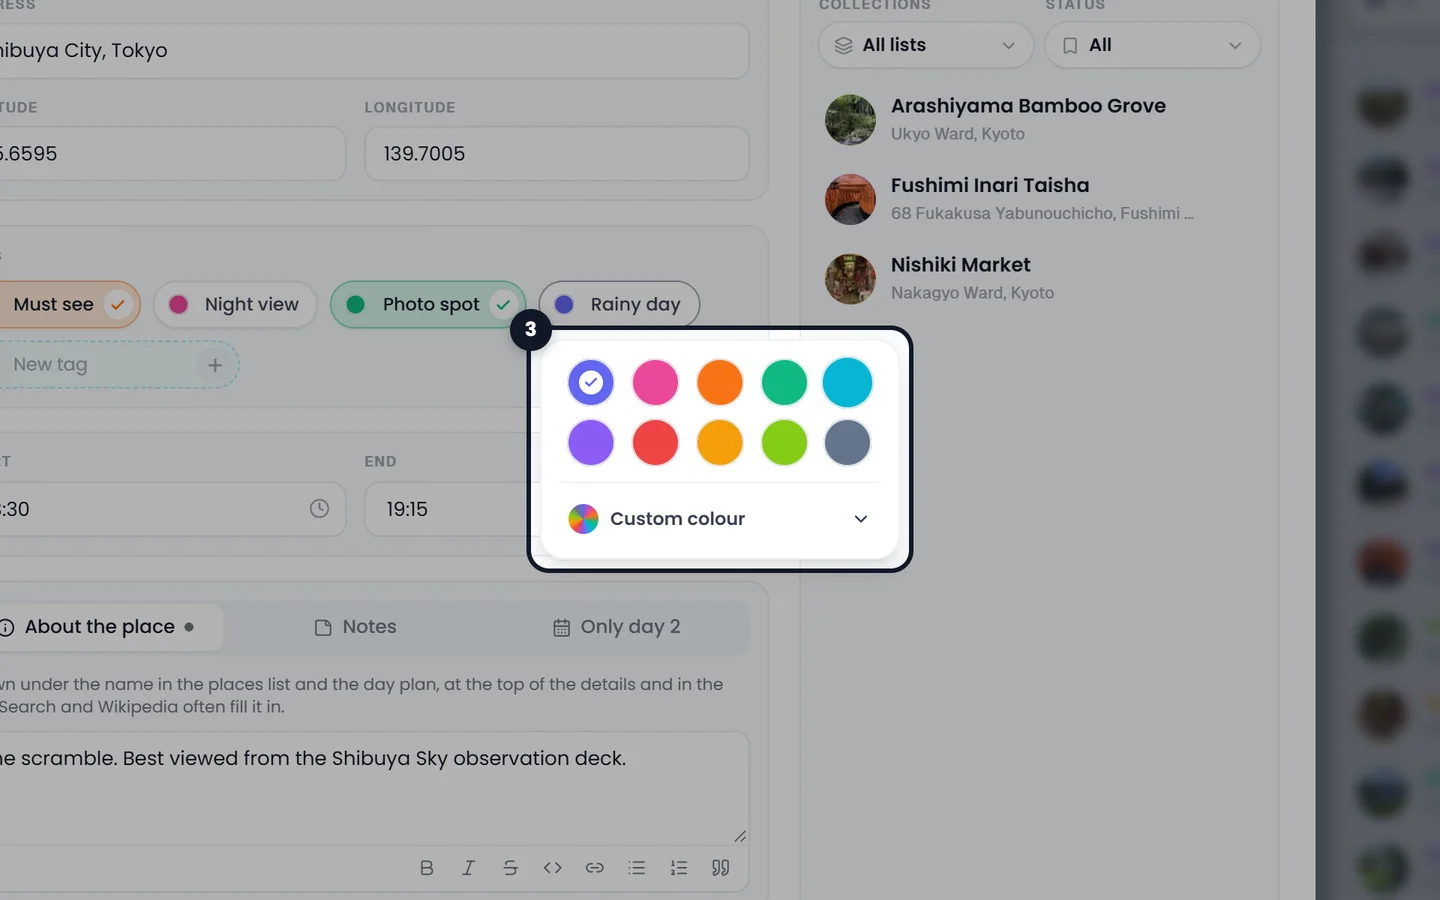 RESS
COLLECTIONS
STATUS
hibuya City, Tokyo
All lists
All
TUDE
LONGITUDE
5.6595
139.7005
Arashiyama Bamboo Grove
Ukyo Ward, Kyoto
Fushimi Inari Taisha
68 Fukakusa Yabunouchicho, Fushimi ...
Nishiki Market
Nakagyo Ward, Kyoto
Must see
Night view
Photo spot
Rainy day
New tag
3
Custom colour
RT
END
:30
19:15
About the place
Notes
Only day 2
wn under the name in the places list and the day plan, at the top of the details and in the
Search and Wikipedia often fill it in.
ne scramble. Best viewed from the Shibuya Sky observation deck.